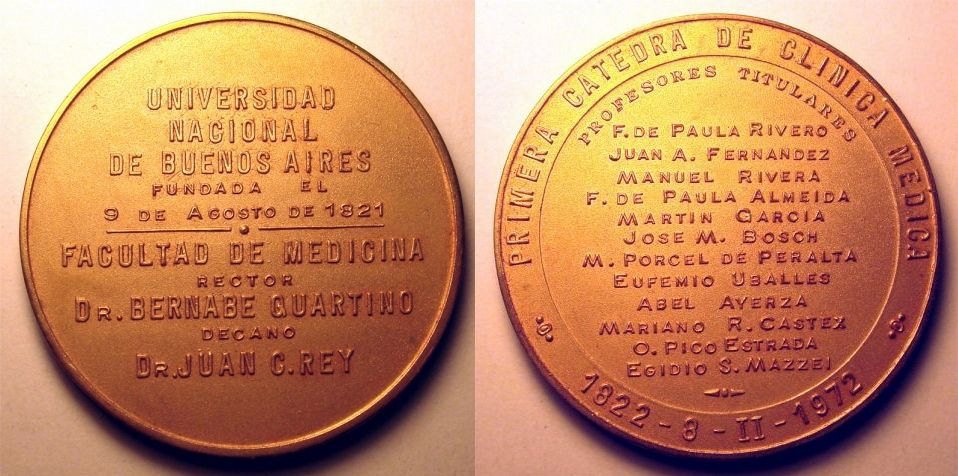 UNIVERSIDAD
NACIONAL
DE BUENOS AIRES
FUNDADA EL
9 DE AGOSTO DE 1821
FACULTAD DE MEDICINA
RECTOR
DR. BERNABE QUARTINO
DECANO
DR. JUAN C. REY
PRIMERA CATEDRA DE CLINICA MÉDICA
PROFESORES TITULARES
F. DE PAULA RIVERO
JUAN A. FERNANDEZ
MANUEL RIVERA
F. DE PAULA ALMEIDA
MARTIN GARCIA
JOSE M. BOSCH
M. PORCEL DE PERALTA
EUFEMIO UBALLES
ABEL AYERZA
MARIANO R. CASTEX
O. PICO ESTRADA
EGIDIO S. MAZZEI
1822 - 8 - II - 1972